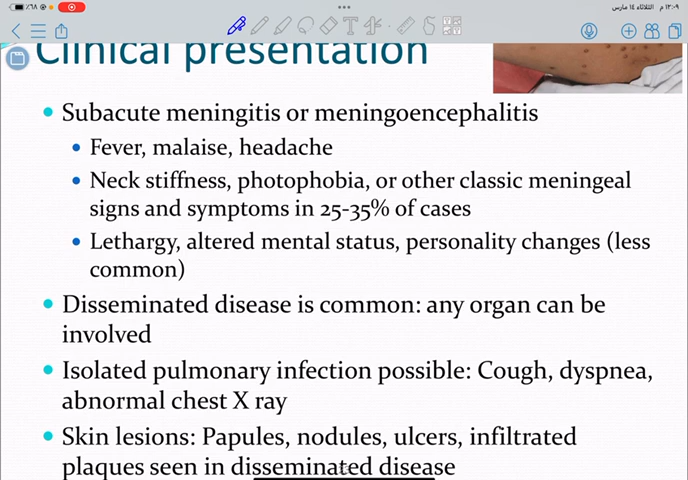 ١٢:٠٩ الثلاثاء ١٤ مارس
٪٦٨
Clinical presentation
Subacute meningitis or meningoencephalitis
Fever, malaise, headache
Neck stiffness, photophobia, or other classic meningeal
signs and symptoms in 25-35% of cases
Lethargy, altered mental status, personality changes (less
common)
Disseminated disease is common: any organ can be
involved
Isolated pulmonary infection possible: Cough, dyspnea,
abnormal chest X ray
Skin lesions: Papules, nodules, ulcers, infiltrated
plaques seen in disseminated disease